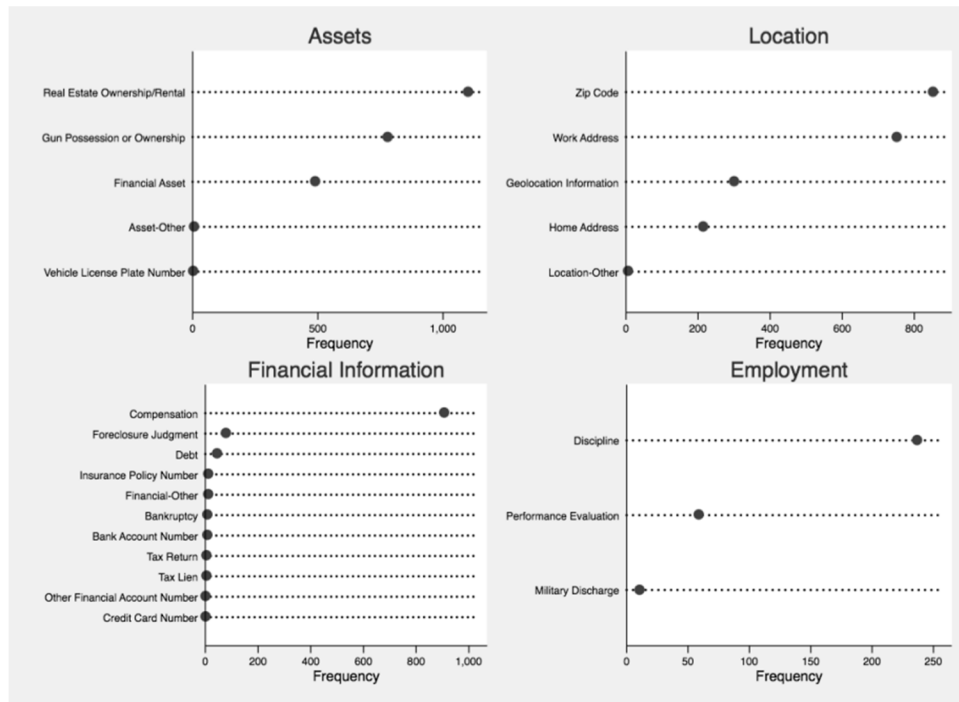 Assets
Real Estate Ownership/Rental
Gun Possession or Ownership
Financial Asset
Asset-Other
Vehicle License Plate Number
0 500 1,000
Frequency
Location
Zip Code
Work Address
Geolocation Information
Home Address
Location-Other
0 200 400 600 800
Frequency
Financial Information
Compensation
Foreclosure Judgment
Debt
Insurance Policy Number
Financial-Other
Bankruptcy
Bank Account Number
Tax Return
Tax Lien
Other Financial Account Number
Credit Card Number
0 200 400 600 800 1,000
Frequency
Employment
Discipline
Performance Evaluation
Military Discharge
0 50 100 150 200 250
Frequency